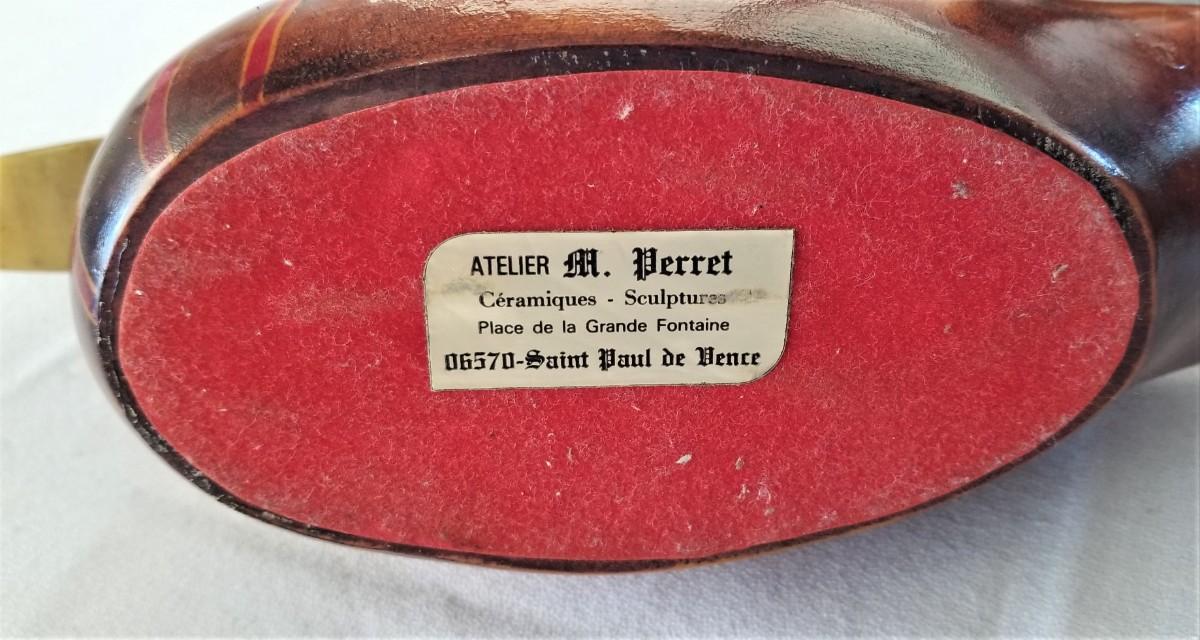 ATELIER M. Perret
Céramiques - Sculptures
Place de la Grande Fontaine
06570-Saint Paul de Vence